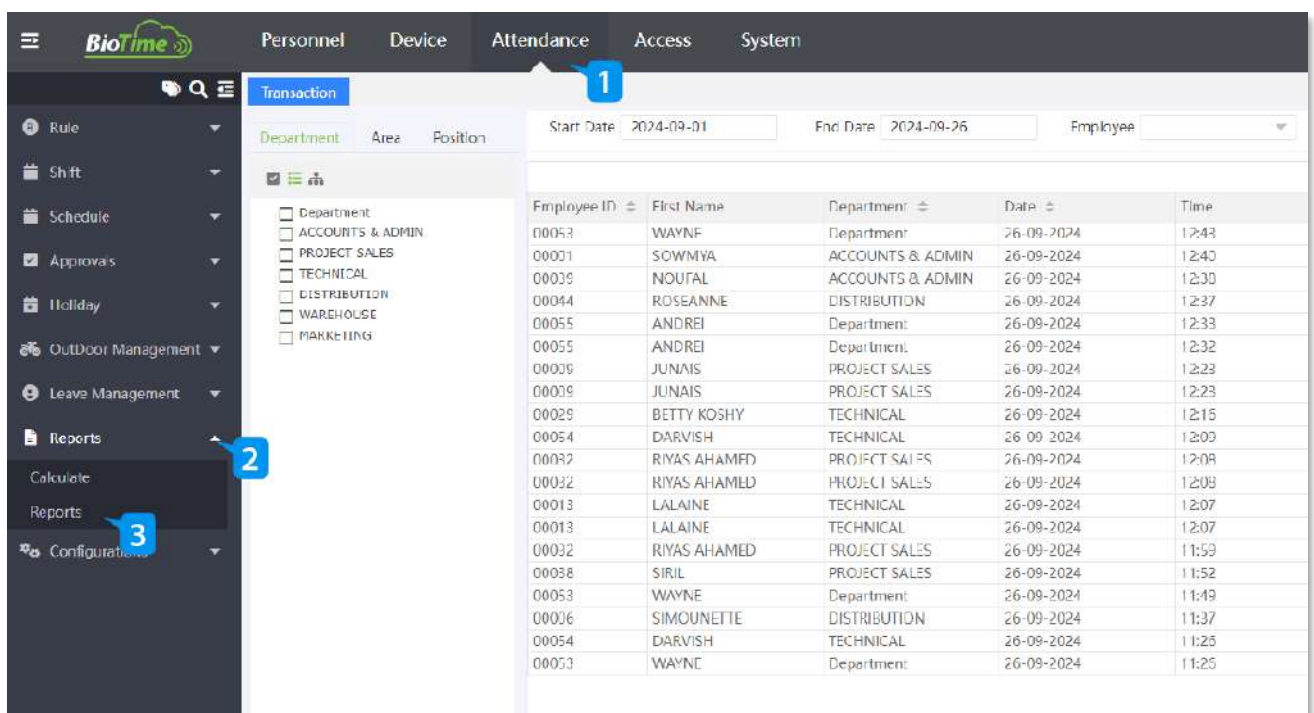 BioTime
Personnel Device Attendance Access System
1
Transaction
Rule
Shift
Schedule
Approvals
Holiday
OutDoor Management
Leave Management
Reports
2
Calculate
Reports
3
Configurations
Department Area Position
Department
ACCOUNTS & ADMIN
PROJECT SALES
TECHNICAL
DISTRIBUTION
WAREHOUSE
MARKETING
Start Date 2024-09-01 End Date 2024-09-26 Employee
Employee ID First Name Department Date Time
00053 WAYNE Department 26-09-2024 12:43
00001 SOWMYA ACCOUNTS & ADMIN 26-09-2024 12:40
00039 NOUFAL ACCOUNTS & ADMIN 26-09-2024 12:38
00044 ROSEANNE DISTRIBUTION 26-09-2024 12:37
00055 ANDREI Department 26-09-2024 12:33
00055 ANDREI Department 26-09-2024 12:32
JUNAIS PROJECT SALES 26-09-2024 12:23
JUNAIS PROJECT SALES 26-09-2024 12:23
00029 BETTY KOSHY TECHNICAL 26-09-2024 12:16
00054 DARVISH TECHNICAL 26-09-2024 12:09
00032 RIYAS AHAMED PROJECT SALES 26-09-2024 12:08
00032 RIYAS AHAMED PROJECT SALES 26-09-2024 12:08
00013 LALAINE TECHNICAL 26-09-2024 12:07
00013 LALAINE TECHNICAL 26-09-2024 12:07
00032 RIYAS AHAMED PROJECT SALES 26-09-2024 11:59
00038 SIRIL PROJECT SALES 26-09-2024 11:52
00053 WAYNE Department 26-09-2024 11:49
00006 SIMOUNETTE DISTRIBUTION 26-09-2024 11:37
00054 DARVISH TECHNICAL 26-09-2024 11:26
00053 WAYNE Department 26-09-2024 11:26